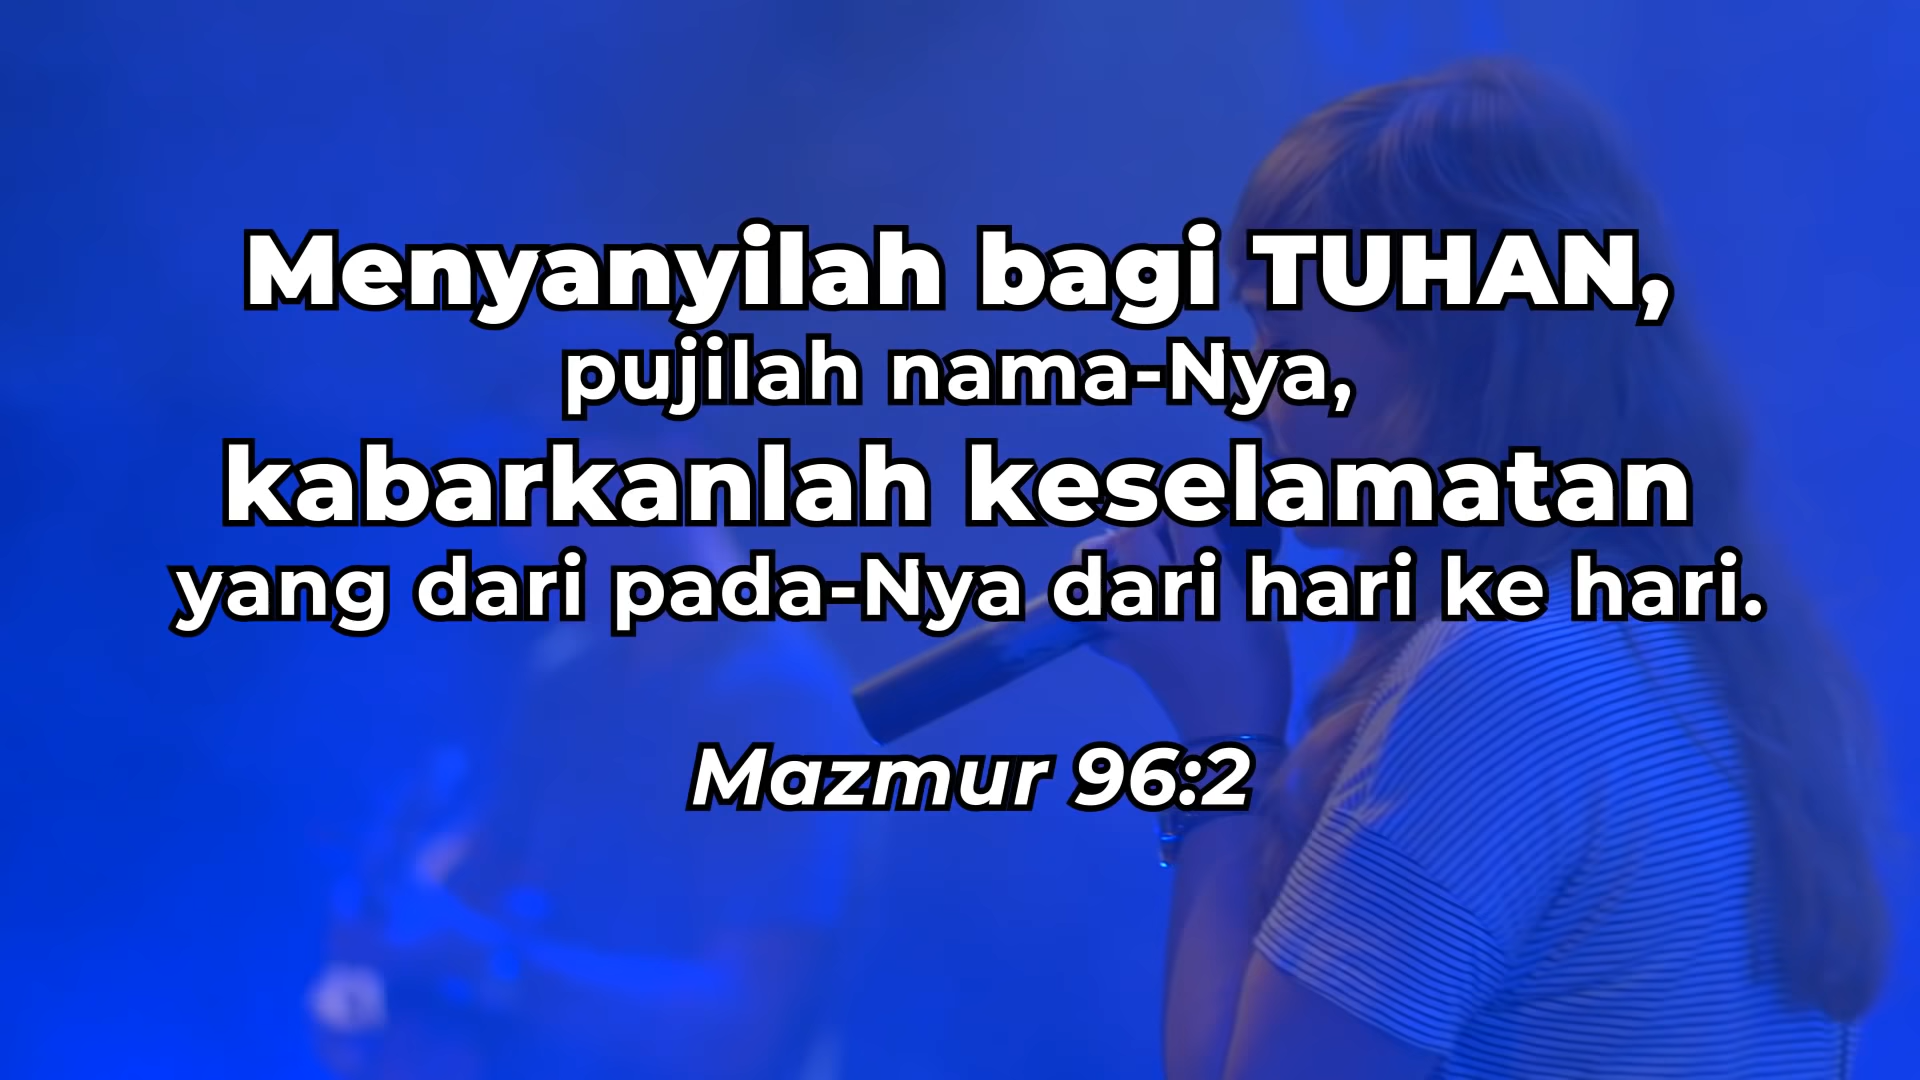 Menyanyilah bagi TUHAN,
pujilah nama-Nya,
kabarkanlah keselamatan
yang dari pada-Nya dari hari ke hari.
Mazmur 96:2